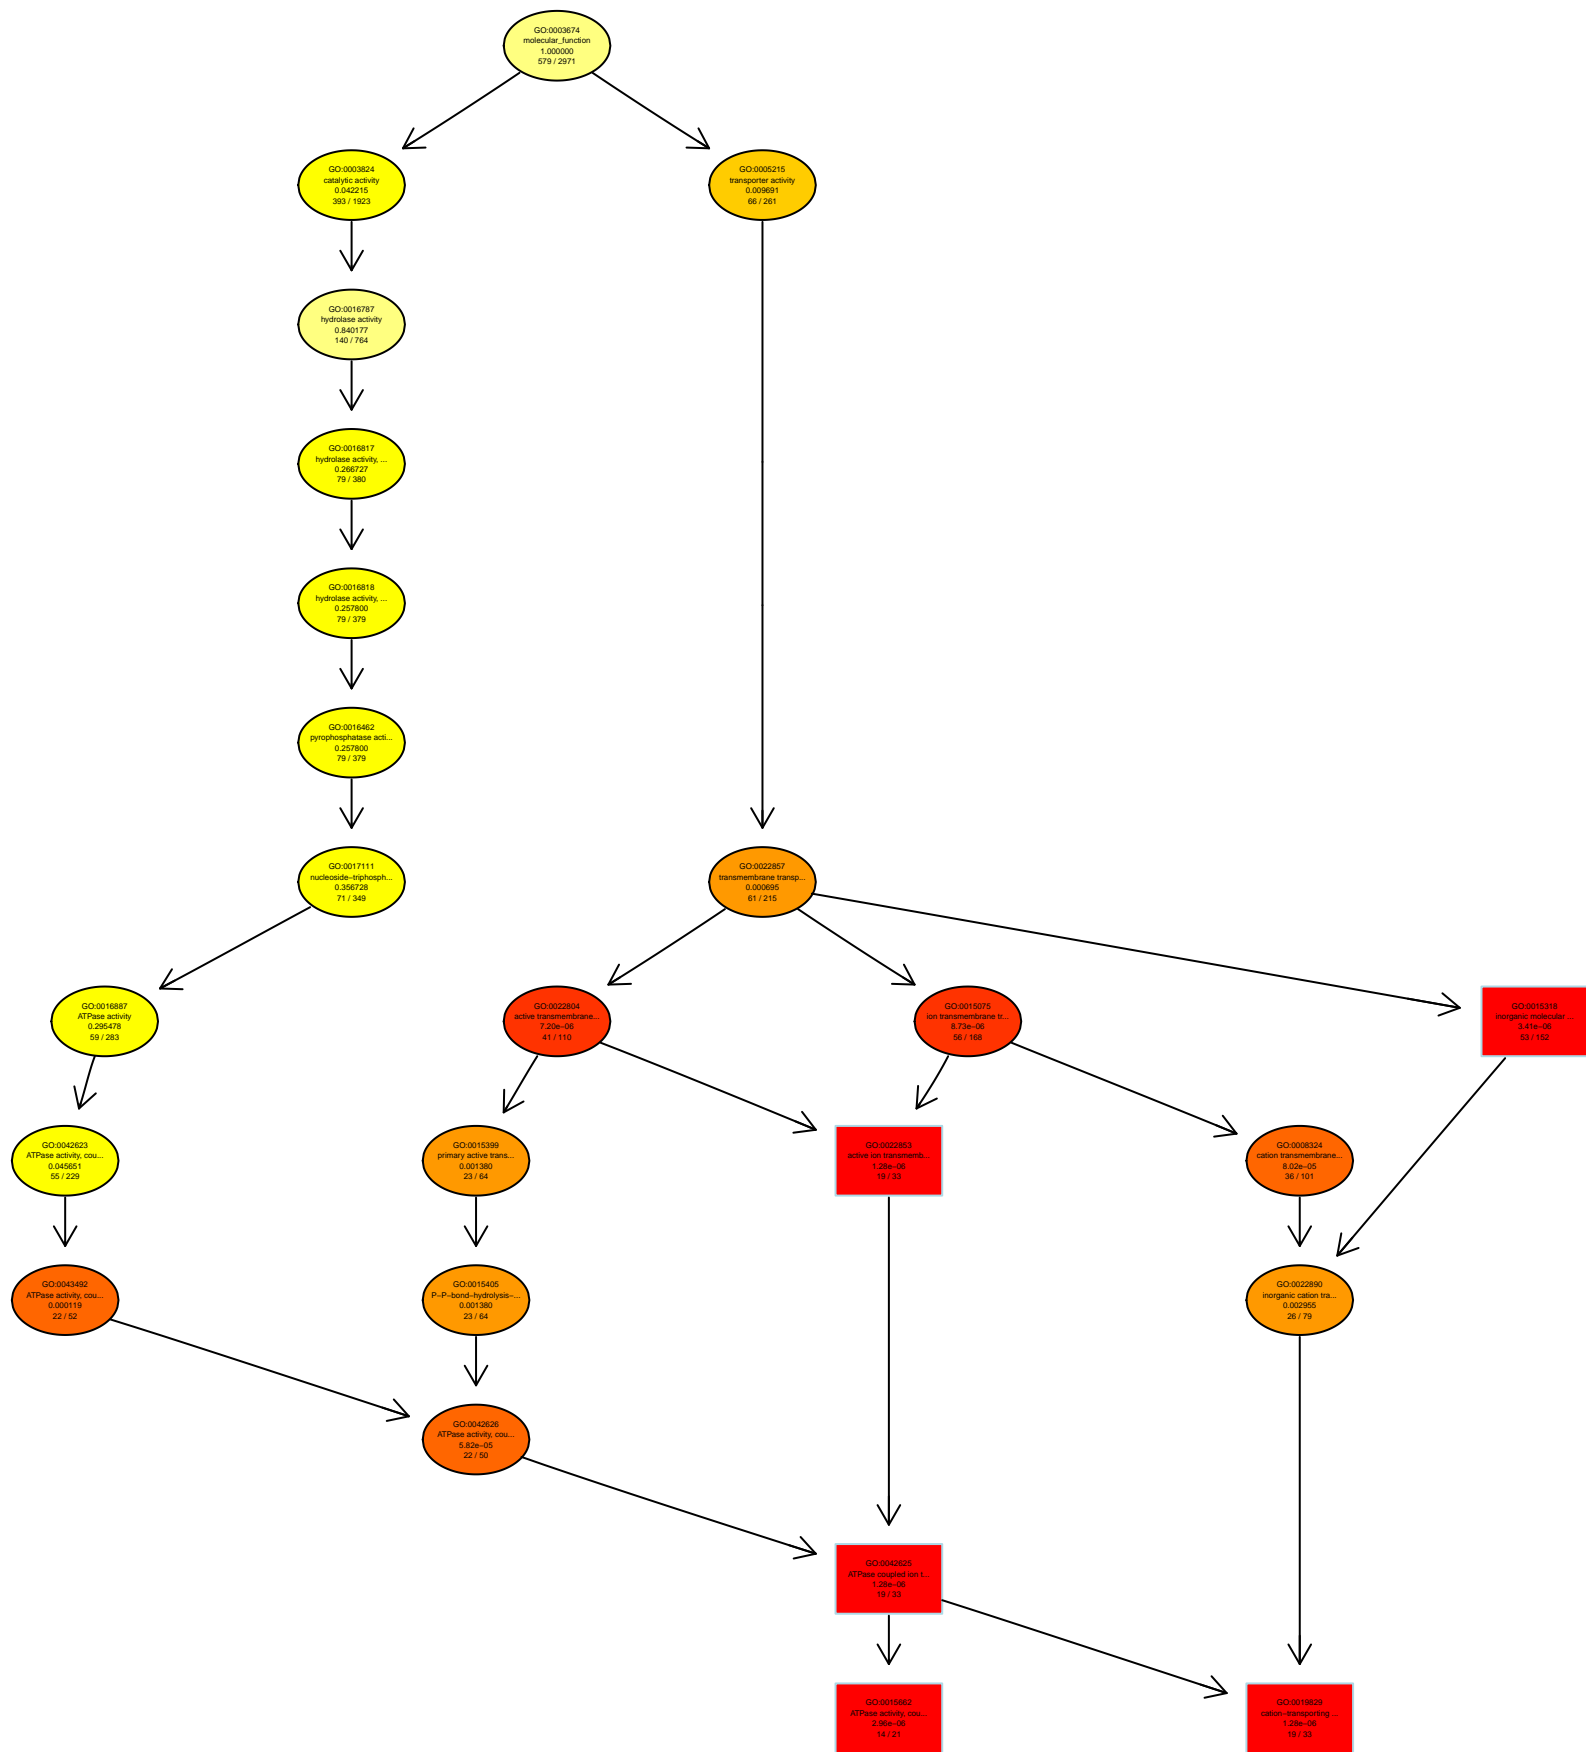 GO:0003674
molecular_function
1.000000
579 / 2971
GO:0003824
catalytic activity
0.042215
393 / 1923
GO:0005215
transporter activity
0.009691
66 / 261
GO:0016787
hydrolase activity
0.840177
140 / 764
GO:0016817
hydrolase activity, ...
0.266727
79 / 380
GO:0016818
hydrolase activity, ...
0.257800
79 / 379
GO:0016462
pyrophosphatase acti...
0.257800
79 / 379
GO:0017111
nucleoside−triphosph...
0.356728
71 / 349
GO:0022857
transmembrane transp...
0.000695
61 / 215
GO:0016887
ATPase activity
0.295478
59 / 283
GO:0022804
active transmembrane...
7.20e−06
41 / 110
GO:0015075
ion transmembrane tr...
8.73e−06
56 / 168
GO:0015318
inorganic molecular ...
3.41e−06
53 / 152
GO:0042623
ATPase activity, cou...
0.045651
55 / 229
GO:0015399
primary active trans...
0.001380
23 / 64
GO:0022853
active ion transmemb...
1.28e−06
19 / 33
GO:0008324
cation transmembrane...
8.02e−05
36 / 101
GO:0043492
ATPase activity, cou...
0.000119
22 / 52
GO:0015405
P−P−bond−hydrolysis−...
0.001380
23 / 64
GO:0022890
inorganic cation tra...
0.002955
26 / 79
GO:0042626
ATPase activity, cou...
5.82e−05
22 / 50
GO:0042625
ATPase coupled ion t...
1.28e−06
19 / 33
GO:0015662
ATPase activity, cou...
2.96e−06
14 / 21
GO:0019829
cation−transporting ...
1.28e−06
19 / 33